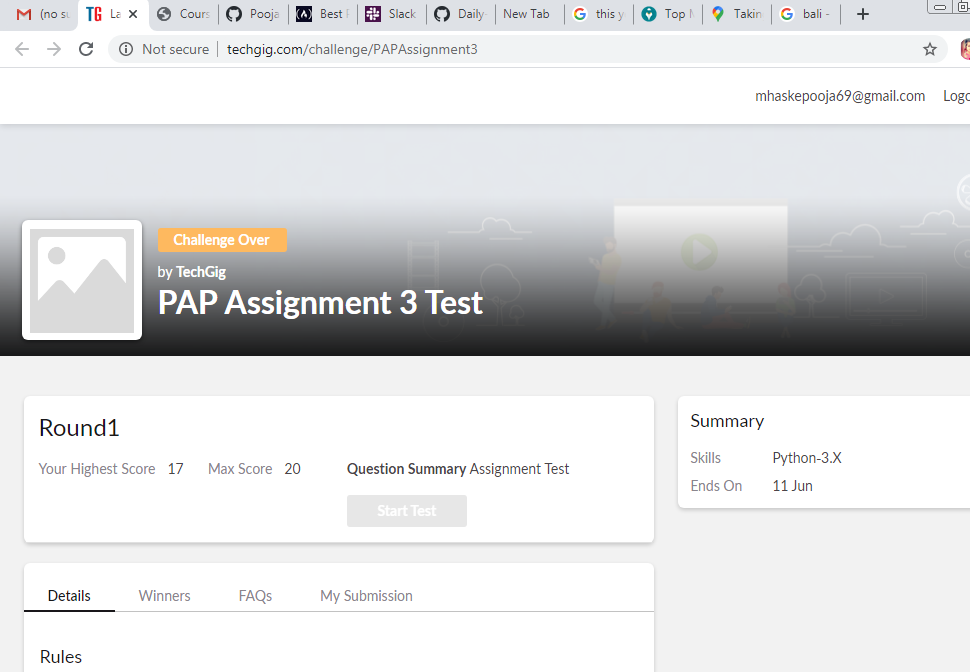 (no su
TG La
Cours
Pooja
Best F
Slack
Daily
New Tab
this y
Top M
Takin
bali -
Not secure techgig.com/challenge/PAPAssignment3
mhaskepooja69@gmail.com Logo
Challenge Over
by TechGig
PAP Assignment 3 Test
Round1
Your Highest Score 17 Max Score 20 Question Summary Assignment Test
Start Test
Summary
Skills Python-3.X
Ends On 11 Jun
Details Winners FAQs My Submission
Rules